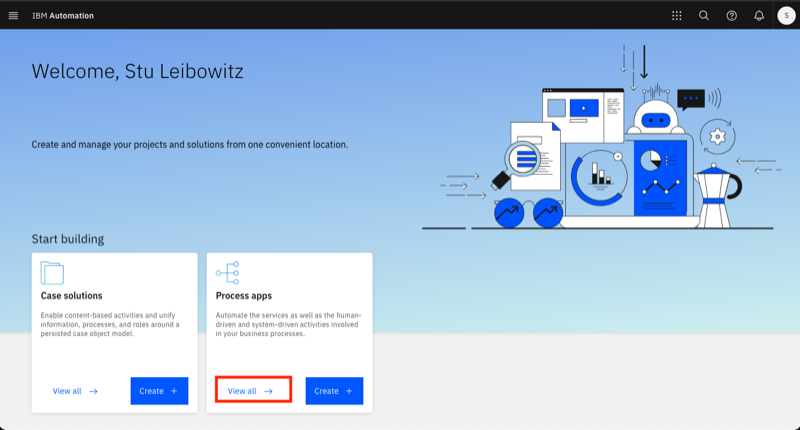 IBM Automation
S
Welcome, Stu Leibowitz
Create and manage your projects and solutions from one convenient location.
Start building
Case solutions
Enable content-based activities and unify
information, processes, and roles around a
persisted case object model.
View all
Create +
Process apps
Automate the services as well as the human-
driven and system-driven activities involved
in your business processes.
View all
Create +